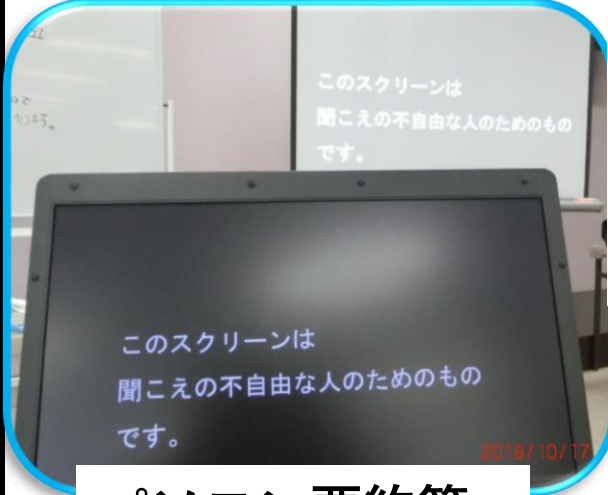 このスクリーンは
聞こえの不自由な人のためのもの
です。
このスクリーンは
聞こえの不自由な人のためのもの
です。
2018/10/17